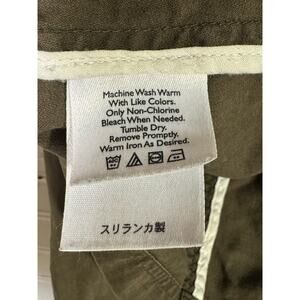 Machine Wash Warm
With Like Colors.
Only Non-Chlorine
Bleach When Needed.
Tumble Dry.
Remove Promptly.
Warm Iron As Desired.
スリランカ製